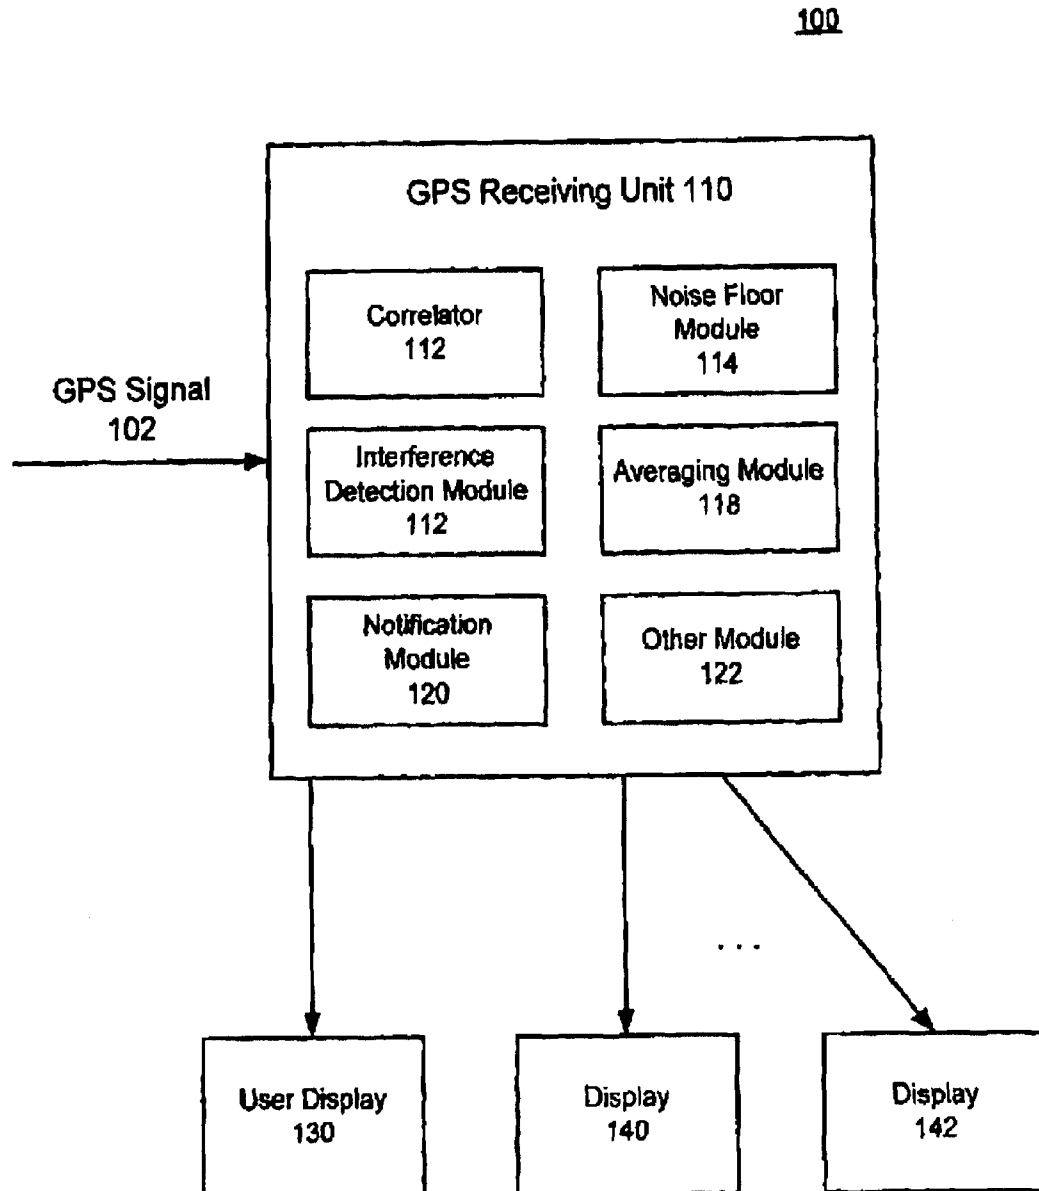 100
GPS Receiving Unit 110
Correlator
112
Noise Floor
Module
114
GPS Signal
102
Interference
Detection Module
112
Averaging Module
118
Notification
Module
120
Other Module
122
...
User Display
130
Display
140
Display
142